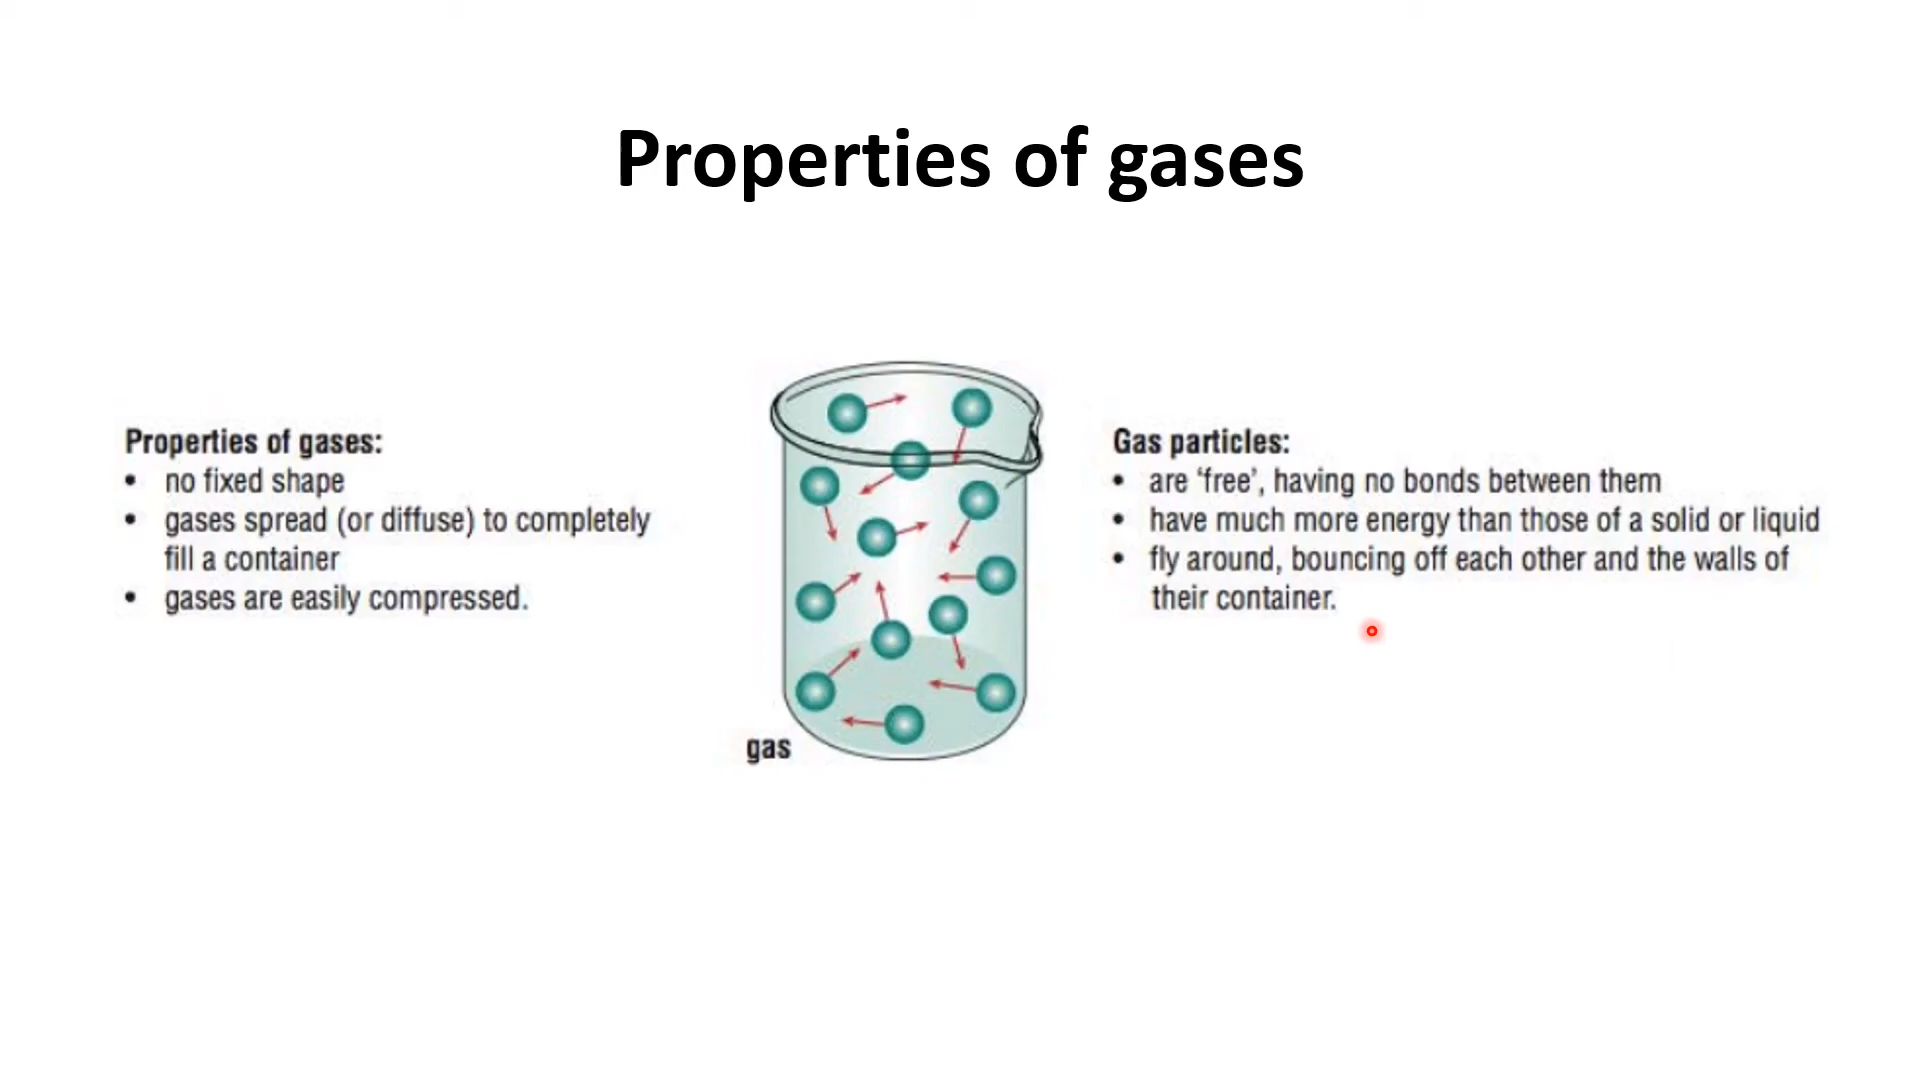 Properties of gases
Properties of gases:
• no fixed shape
• gases spread (or diffuse) to completely
fill a container
• gases are easily compressed.
gas
Gas particles:
• are ‘free’, having no bonds between them
• have much more energy than those of a solid or liquid
• fly around, bouncing off each other and the walls of
their container.